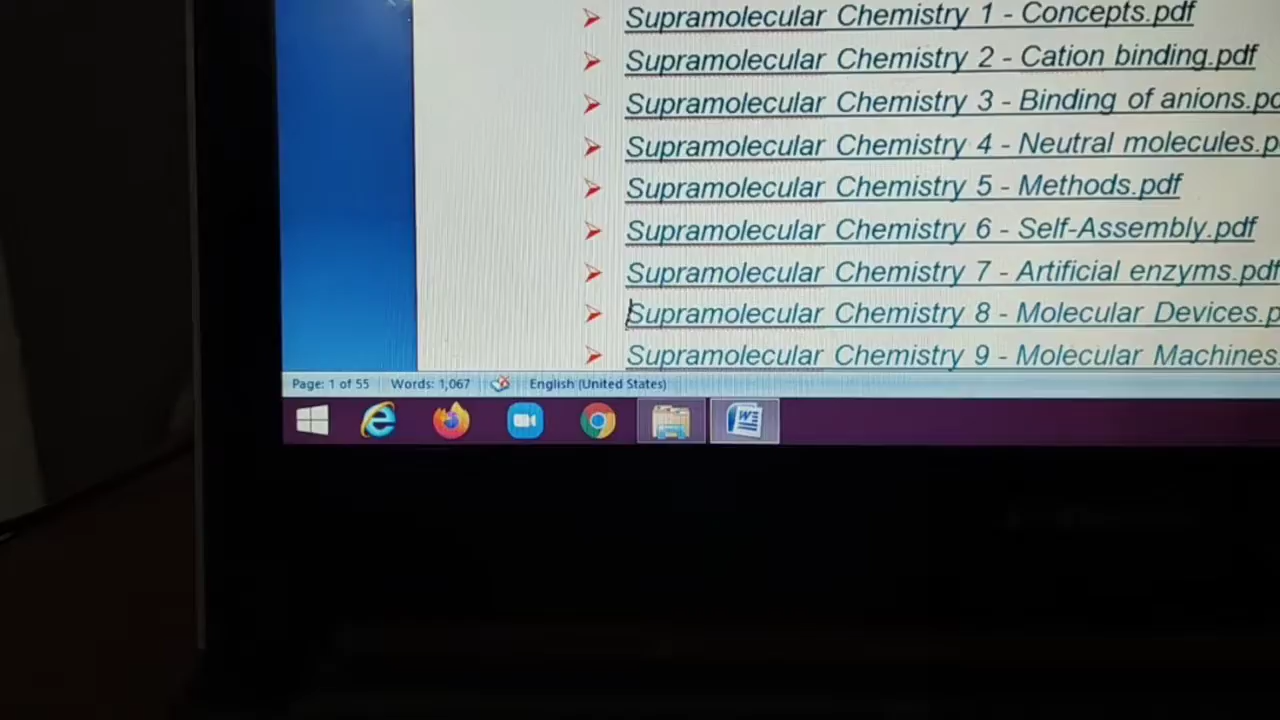 Supramolecular Chemistry 1 - Concepts.pdf
Supramolecular Chemistry 2 - Cation binding.pdf
Supramolecular Chemistry 3 - Binding of anions.pd
Supramolecular Chemistry 4 - Neutral molecules.p
Supramolecular Chemistry 5 - Methods.pdf
Supramolecular Chemistry 6 - Self-Assembly.pdf
Supramolecular Chemistry 7 - Artificial enzyms.pdf
Supramolecular Chemistry 8 - Molecular Devices.p
Supramolecular Chemistry 9 - Molecular Machines
Page: 1 of 55 Words: 1,067 English (United States)